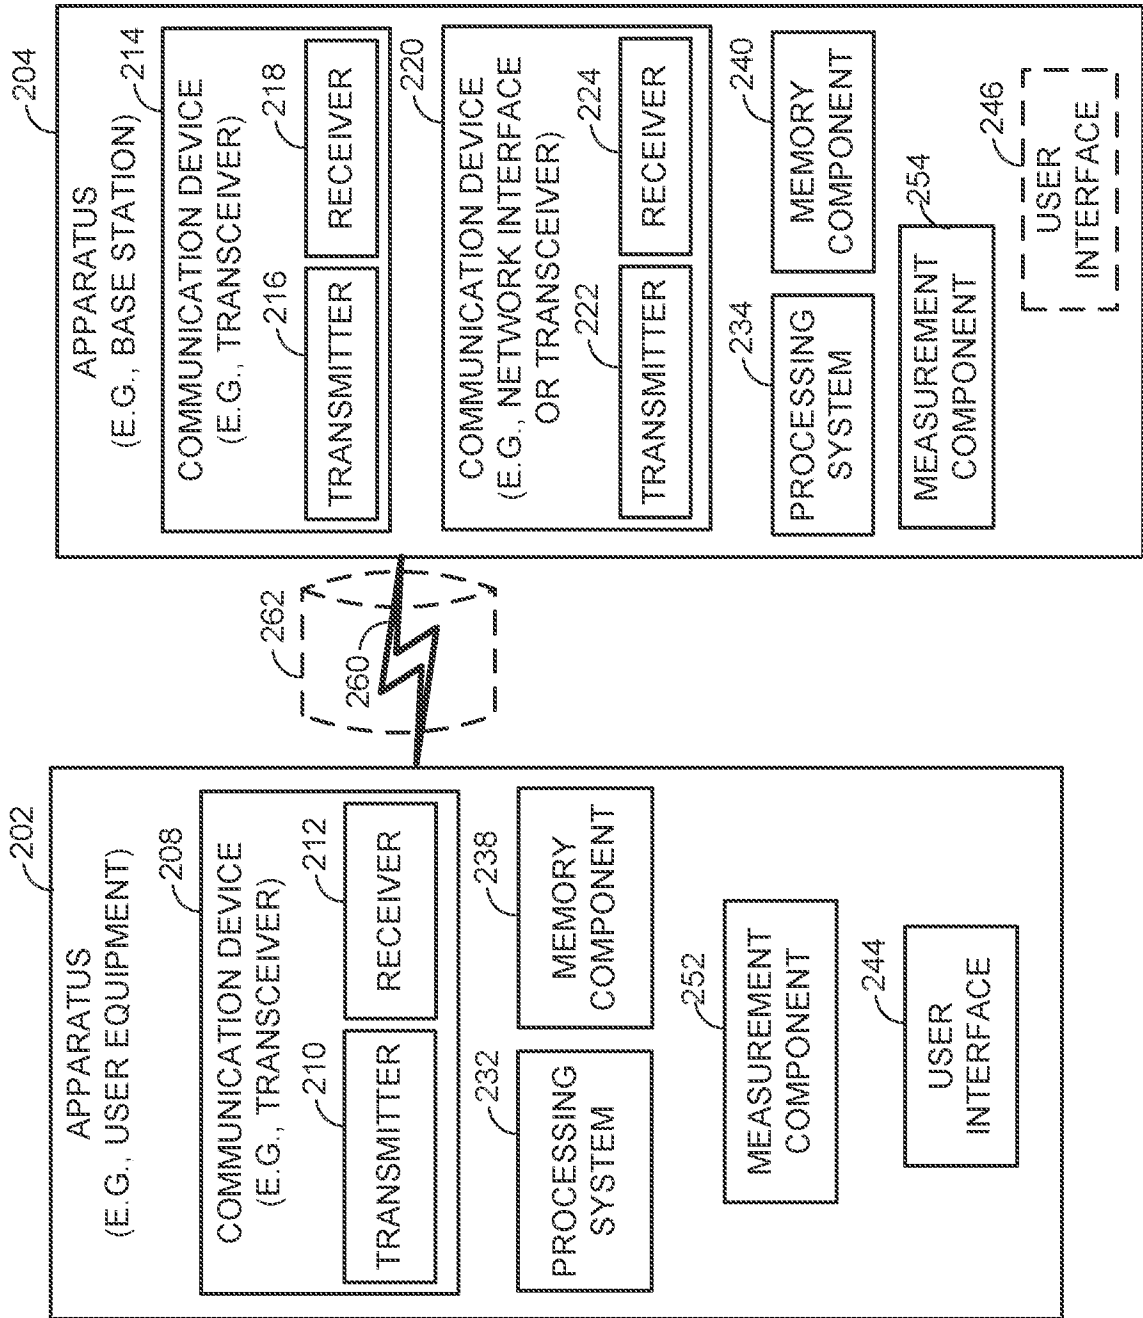 202
APPARATUS
(E.G., USER EQUIPMENT)
208
COMMUNICATION DEVICE
(E.G., TRANSCEIVER)
210
TRANSMITTER
212
RECEIVER
232
PROCESSING
SYSTEM
238
MEMORY
COMPONENT
252
MEASUREMENT
COMPONENT
244
USER
INTERFACE
262
260
204
APPARATUS
(E.G., BASE STATION)
214
COMMUNICATION DEVICE
(E.G., TRANSCEIVER)
216
TRANSMITTER
218
RECEIVER
220
COMMUNICATION DEVICE
(E.G., NETWORK INTERFACE
OR TRANSCEIVER)
222
TRANSMITTER
224
RECEIVER
234
PROCESSING
SYSTEM
240
MEMORY
COMPONENT
254
MEASUREMENT
COMPONENT
246
USER
INTERFACE